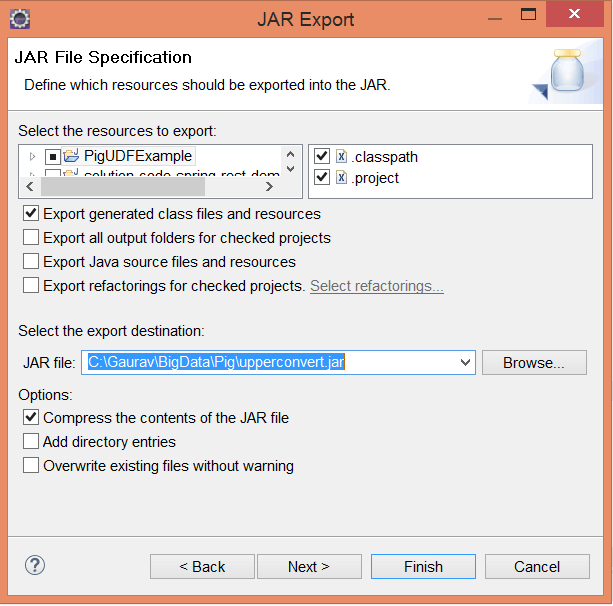 JAR Export
JAR File Specification
Define which resources should be exported into the JAR.
Select the resources to export:
PigUDFExample
solution-code-spring-rest-dem
.classpath
.project
Export generated class files and resources
Export all output folders for checked projects
Export Java source files and resources
Export refactorings for checked projects. Select refactorings...
Select the export destination:
JAR file: C:\Gaurav\BigData\Pig\upperconvert.jar Browse...
Options:
Compress the contents of the JAR file
Add directory entries
Overwrite existing files without warning
? < Back Next > Finish Cancel